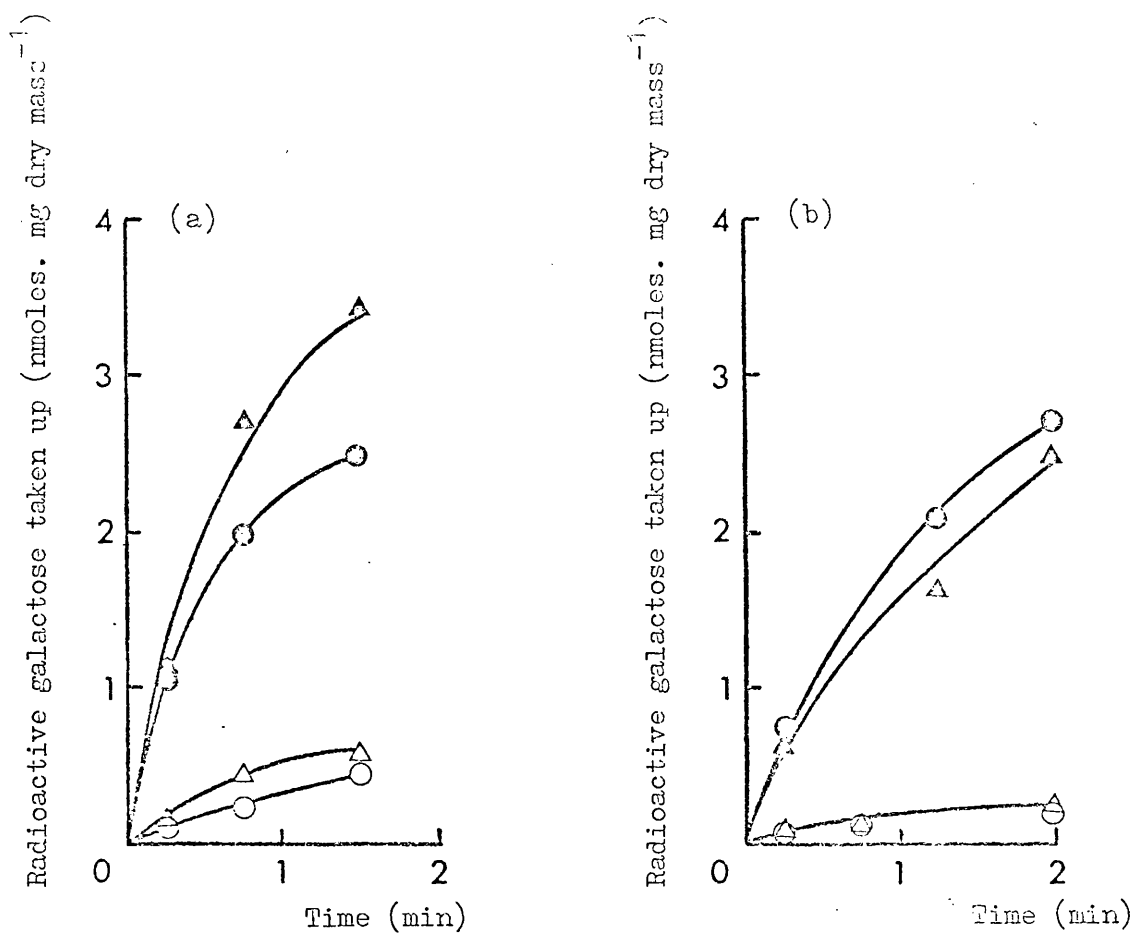 Radioactive galactose taken up (nmoles. mg dry mass⁻¹)
(a)
4
3
2
1
0
1
2
Time (min)
Radioactive galactose taken up (nmoles. mg dry mass⁻¹)
(b)
4
3
2
1
0
1
2
Time (min)